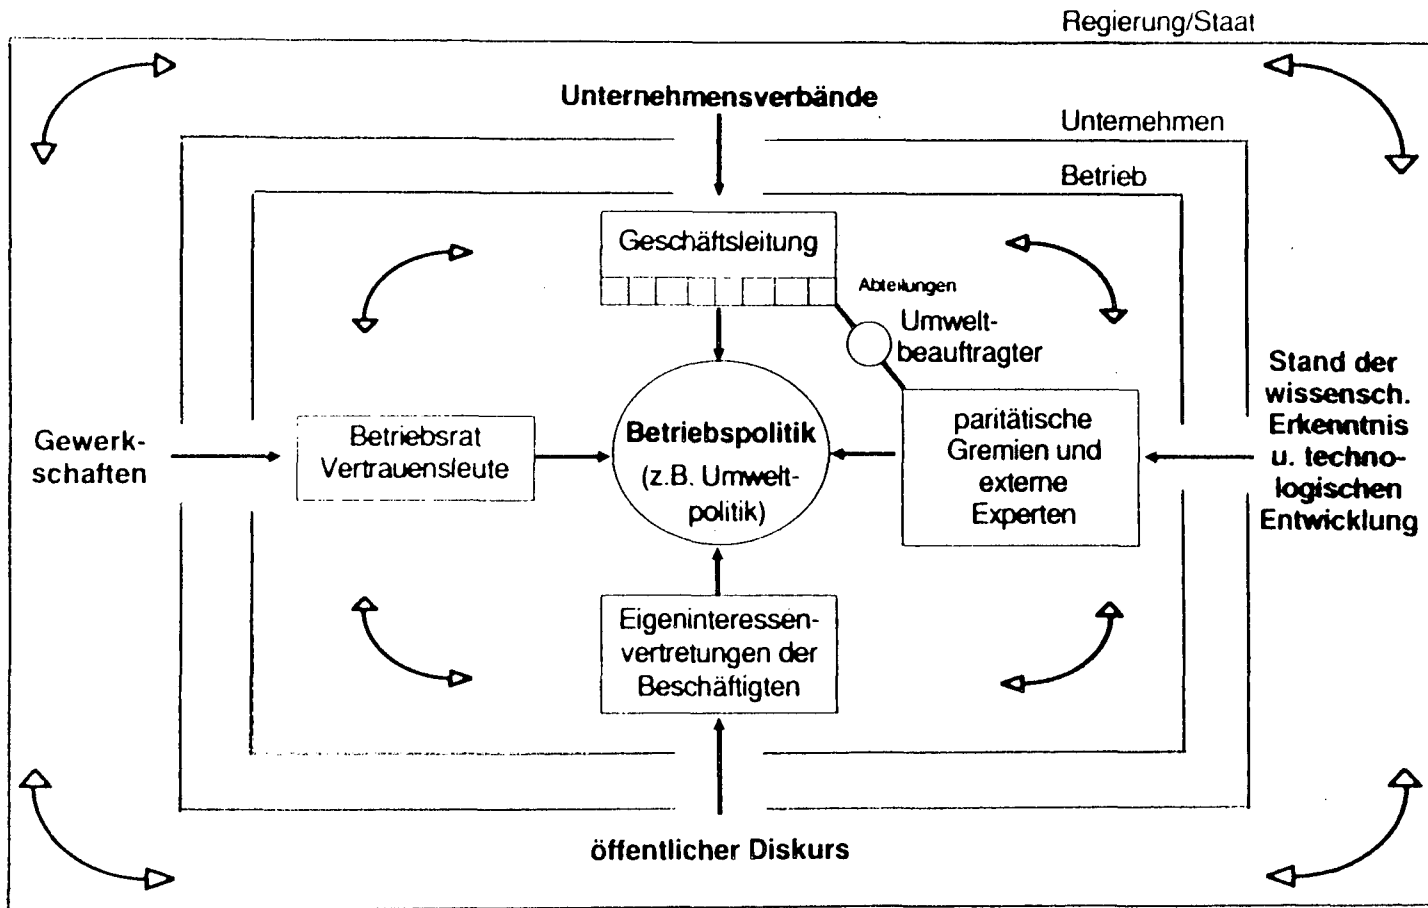 Regierung/Staat
Unternehmensverbände
Unternehmen
Betrieb
Geschäftsleitung
Abteilungen
Umwelt-
beauftragter
Gewerk-
schaften
Betriebsrat
Vertrauensleute
Betriebspolitik
(z.B. Umwelt-
politik)
paritätische
Gremien und
externe
Experten
Stand der
wissensch.
Erkenntnis
u. techno-
logischen
Entwicklung
Eigeninteressen-
vertretungen der
Beschäftigten
öffentlicher Diskurs